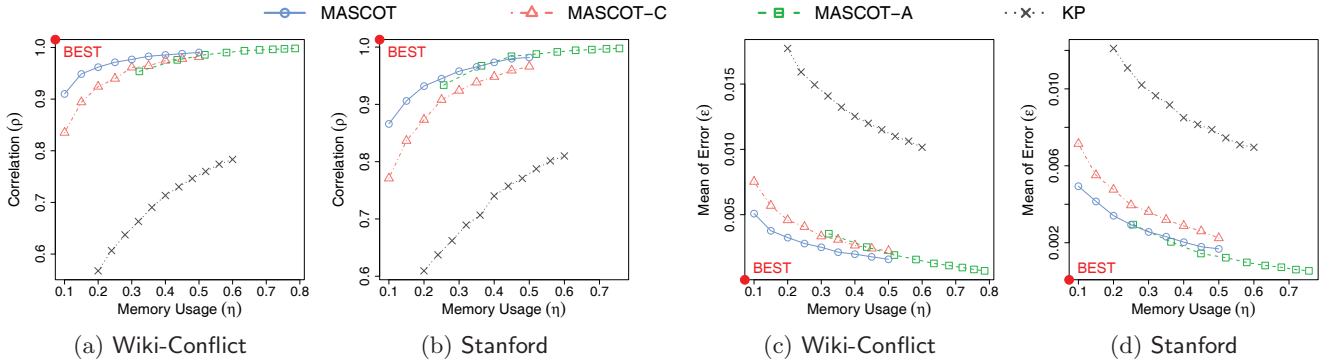 MASCOT MASCOT-C MASCOT-A KP
BEST
Correlation (ρ)
0.6 0.7 0.8 0.9 1.0
0.1 0.2 0.3 0.4 0.5 0.6 0.7 0.8
Memory Usage (η)
(a) Wiki-Conflict
BEST
Correlation (ρ)
0.6 0.7 0.8 0.9 1.0
0.1 0.2 0.3 0.4 0.5 0.6 0.7
Memory Usage (η)
(b) Stanford
BEST
Mean of Error (ε)
0.005 0.010 0.015
0.1 0.2 0.3 0.4 0.5 0.6 0.7 0.8
Memory Usage (η)
(c) Wiki-Conflict
BEST
Mean of Error (ε)
0.002 0.006 0.010
0.1 0.2 0.3 0.4 0.5 0.6 0.7
Memory Usage (η)
(d) Stanford